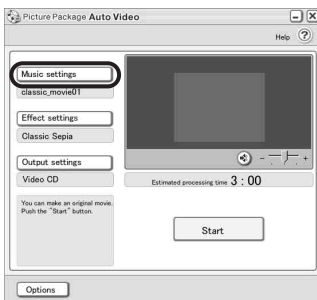 Picture Package Auto Video
Help ?
Music settings
classic_movie01
Effect settings
Classic Sepia
Output settings
Video CD
- +
Estimated processing time 3 : 00
You can make an original movie.
Push the "Start" button.
Start
Options